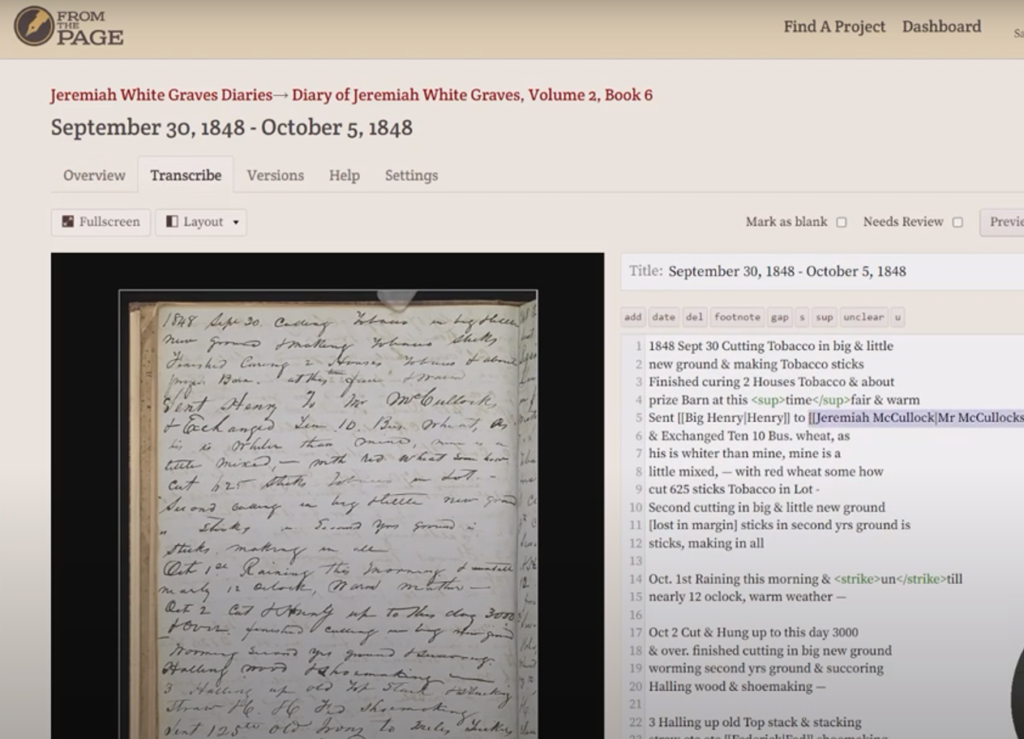 FROM
THE
PAGE
Find A Project Dashboard
Jeremiah White Graves Diaries→ Diary of Jeremiah White Graves, Volume 2, Book 6
September 30, 1848 - October 5, 1848
Overview Transcribe Versions Help Settings
Fullscreen Layout
Mark as blank Needs Review
Title: September 30, 1848 - October 5, 1848
add date del footnote gap s sup unclear u
1848 Sept 30. Cutting Tobacco in big & little
new ground & making Tobacco sticks
Finished Curing 2 Houses Tobacco & about
prize Barn. at this time fair & warm
Sent Henry To Mr McCullocks
& Exchanged Ten 10. Bus. Wheat, as
his is whiter than mine, mine is a
little mixed, — with red wheat some how
cut 625 sticks Tobacco in Lot. -
Second cutting in big & little new ground
sticks in Second yrs ground is
sticks, making in all
Oct 1st Raining this morning & until
nearly 12 oclock, warm weather —
Oct 2 Cut & Hung up to this day 3000
& over. finished cutting in big new ground
Worming second yrs ground & succoring
Halling wood & shoemaking —
3 Halling up old Top Stack & stacking
1 1848 Sept 30 Cutting Tobacco in big & little
2 new ground & making Tobacco sticks
3 Finished curing 2 Houses Tobacco & about
4 prize Barn at this <sup>time</sup>fair & warm
5 Sent [[Big Henry|Henry]] to [[Jeremiah McCullock|Mr McCullocks
6 & Exchanged Ten 10 Bus. wheat, as
7 his is whiter than mine, mine is a
8 little mixed, — with red wheat some how
9 cut 625 sticks Tobacco in Lot -
10 Second cutting in big & little new ground
11 [lost in margin] sticks in second yrs ground is
12 sticks, making in all
13
14 Oct. 1st Raining this morning & <strike>un</strike>till
15 nearly 12 oclock, warm weather —
16
17 Oct 2 Cut & Hung up to this day 3000
18 & over. finished cutting in big new ground
19 worming second yrs ground & succoring
20 Halling wood & shoemaking —
21
22 3 Halling up old Top stack & stacking